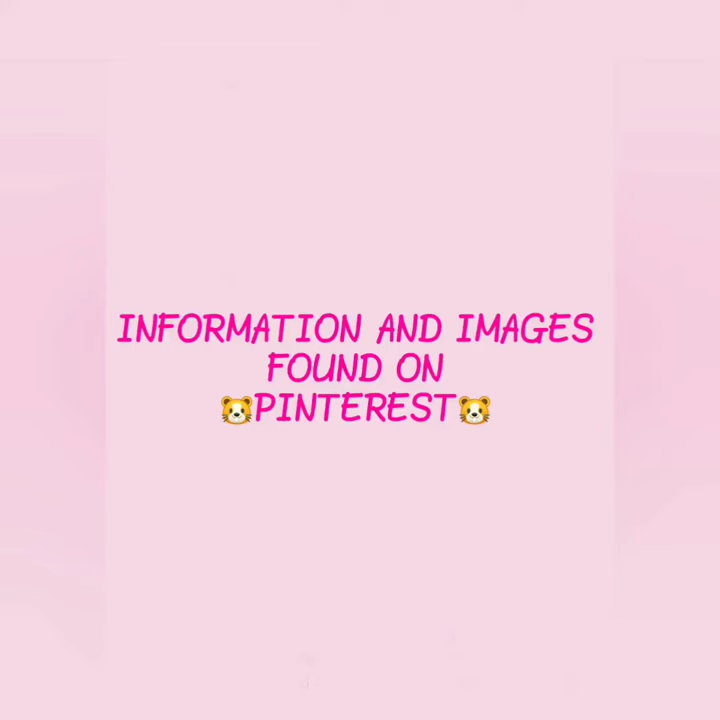 INFORMATION AND IMAGES
FOUND ON
🐯PINTEREST🐯